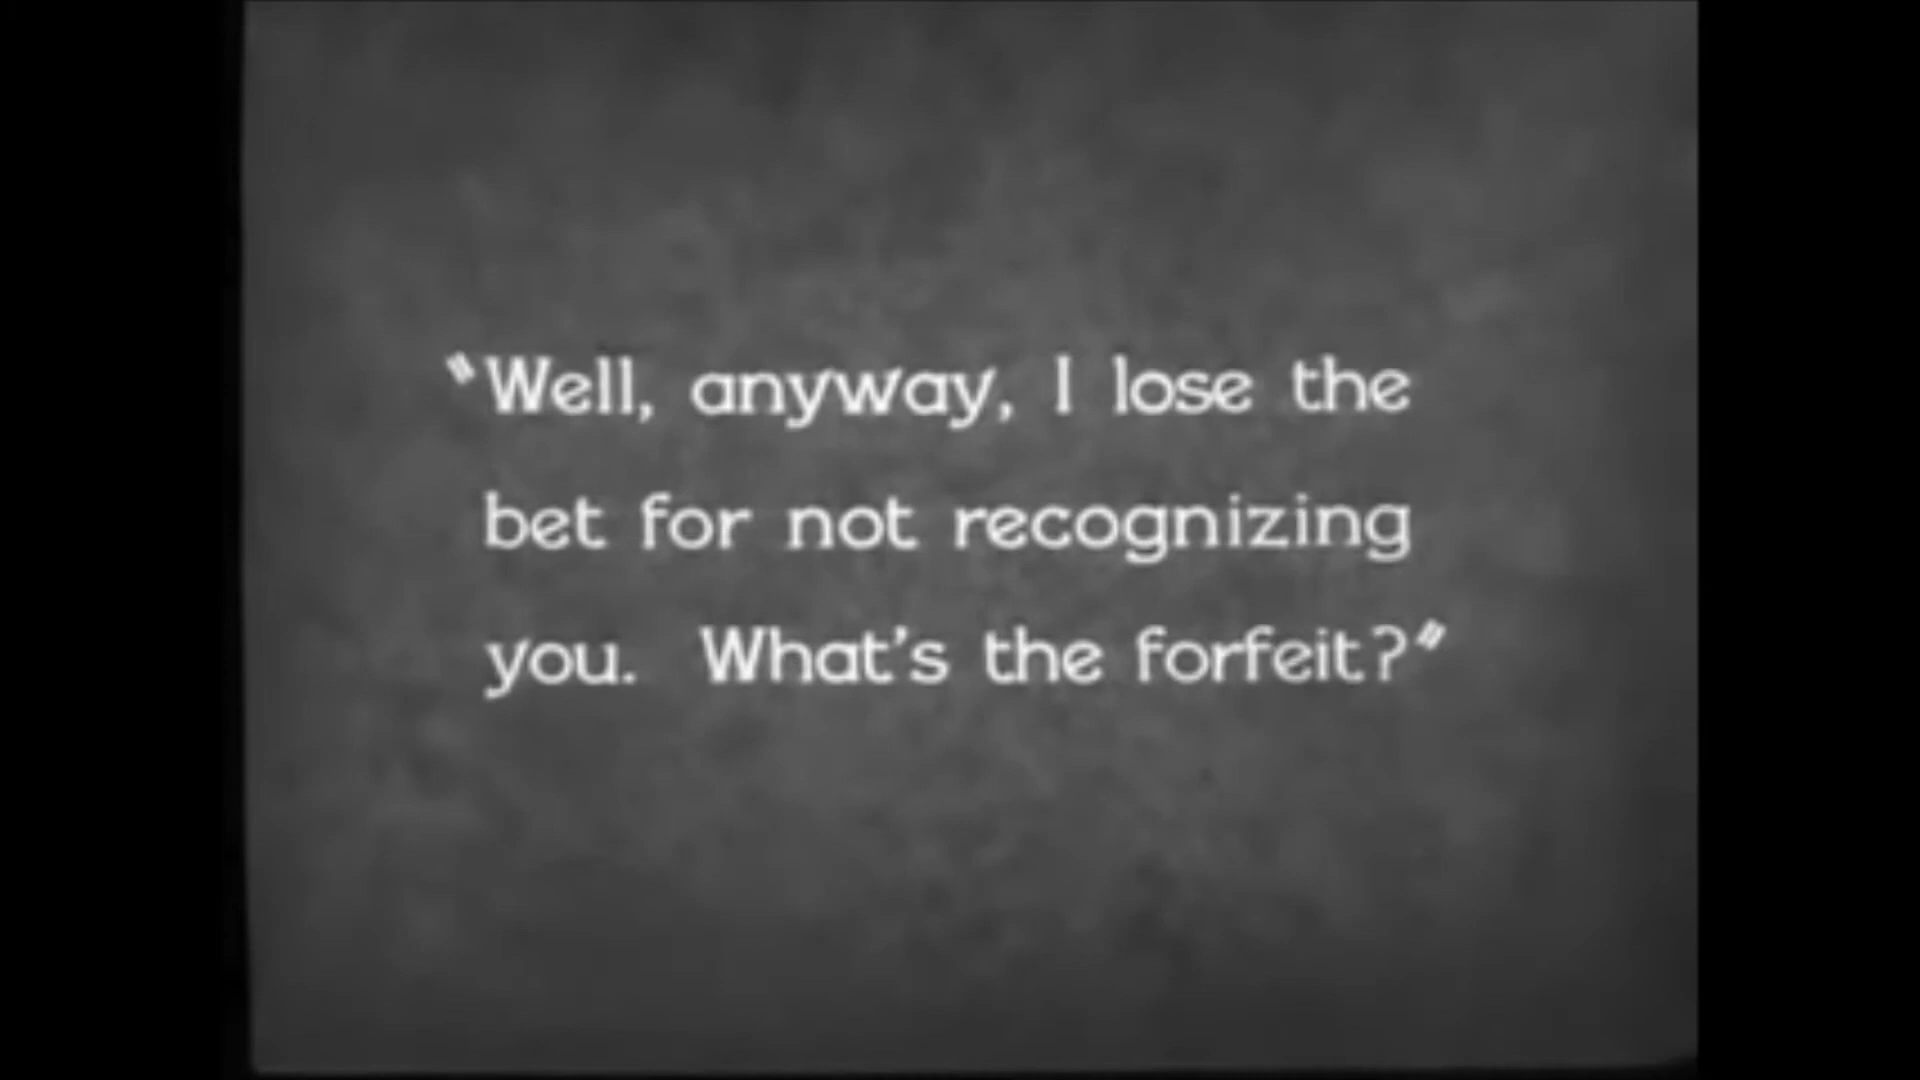 "Well, anyway, I lose the
bet for not recognizing
you. What's the forfeit?"